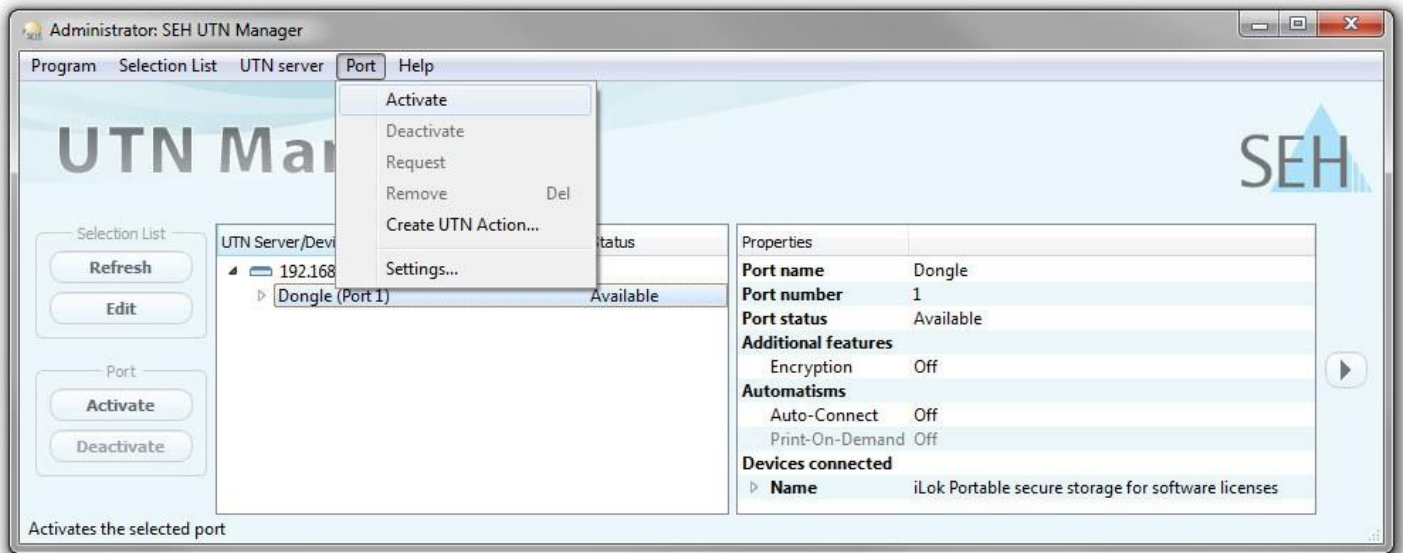 Administrator: SEH UTN Manager
Program Selection List UTN server Port Help
Activate
Deactivate
Request
Remove Del
Create UTN Action...
Settings...
UTN Mar
SEH
Selection List
Refresh
Edit
Port
Activate
Deactivate
UTN Server/Devi Status
192.168
Dongle (Port 1) Available
Properties
Port name Dongle
Port number 1
Port status Available
Additional features
Encryption Off
Automatisms
Auto-Connect Off
Print-On-Demand Off
Devices connected
Name iLok Portable secure storage for software licenses
Activates the selected port